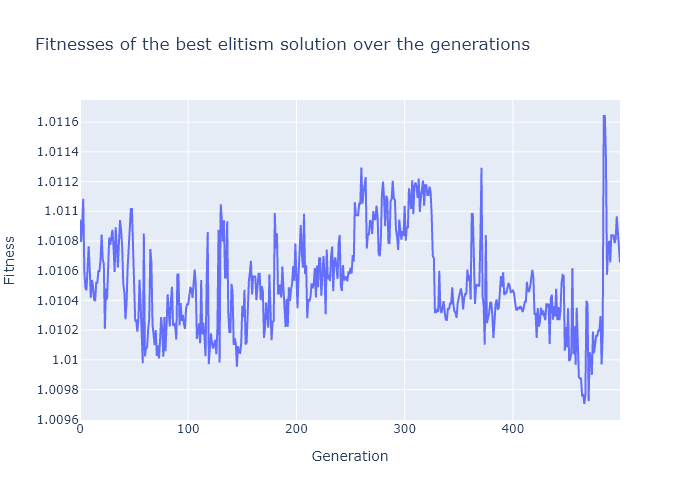 Fitnesses of the best elitism solution over the generations
1.0116
1.0114
1.0112
1.011
1.0108
1.0106
1.0104
1.0102
1.01
1.0098
1.0096
Fitness
0 100 200 300 400
Generation